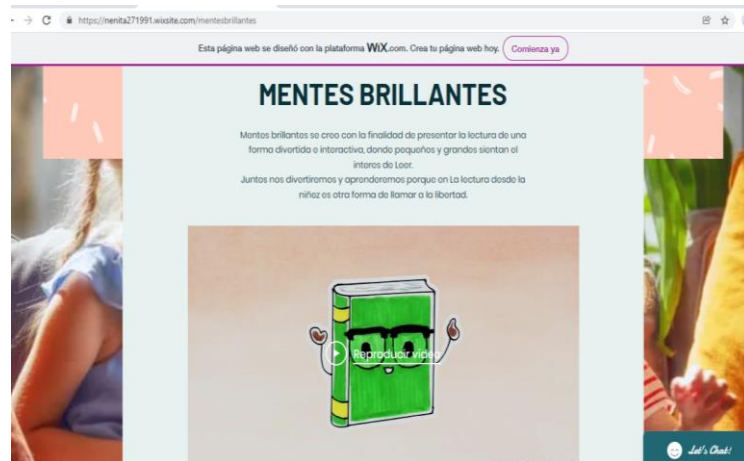 https://nenita271991.wixsite.com/mentesbrillantes
Esta página web se diseñó con la plataforma WiX.com. Crea tu página web hoy. Comienza ya
MENTES BRILLANTES
Mentes brillantes se creo con la finalidad de presentar la lectura de una
forma divertida e interactiva, donde pequeños y grandes sientan el
interes de Leer.
Juntos nos divertiremos y aprenderemos porque en La lectura desde la
niñez es otra forma de llamar a la libertad.
Reproducir video
Let's Chat!